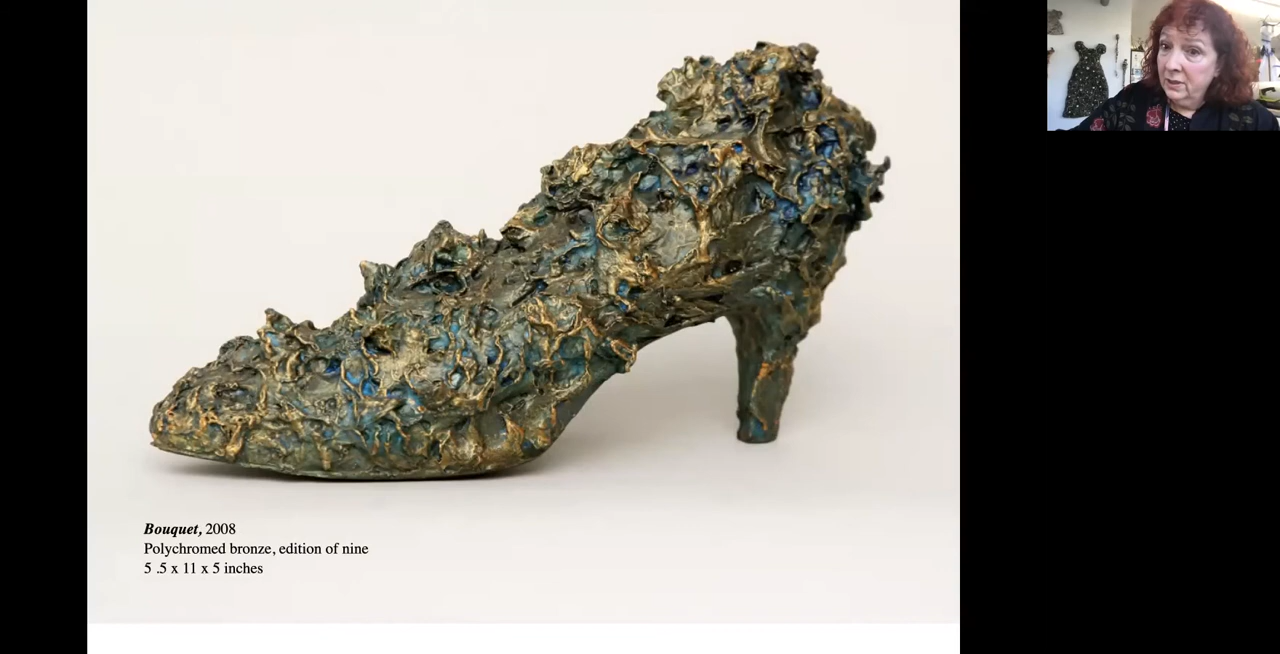 Bouquet, 2008
Polychromed bronze, edition of nine
5 .5 x 11 x 5 inches